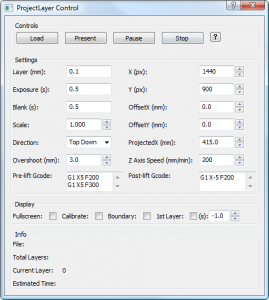 ProjectLayer Control
Controls
Load Present Pause Stop ?
Settings
Layer (mm): 0.1 X (px): 1440
Exposure (s): 0.5 Y (px): 900
Blank (s): 0.5 OffsetX (mm): 0.0
Scale: 1.000 OffsetY (mm): 0.0
Direction: Top Down ProjectedX (mm): 415.0
Overshoot (mm): 3.0 Z Axis Speed (mm/min): 200
Pre-lift Gcode: G1 X5 F200 Post-lift Gcode: G1 X-5 F200
G1 X5 F300
Display
Fullscreen: Calibrate: Boundary: 1st Layer: (s): -1.0
Info
File:
Total Layers:
Current Layer: 0
Estimated Time: